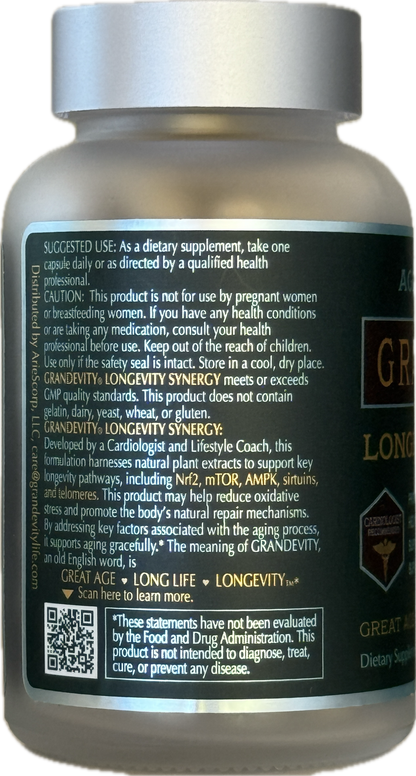 SUGGESTED USE: As a dietary supplement, take one
capsule daily or as directed by a qualified health
professional.
CAUTION: This product is not for use by pregnant women
or breastfeeding women. If you have any health conditions
or are taking any medication, consult your health
professional before use. Keep out of the reach of children.
Use only if the safety seal is intact. Store in a cool, dry place.
GRANDEVITY® LONGEVITY SYNERGY meets or exceeds
GMP quality standards. This product does not contain
gelatin, dairy, yeast, wheat, or gluten.
GRANDEVITY® LONGEVITY SYNERGY:
Developed by a Cardiologist and Lifestyle Coach, this
formulation harnesses natural plant extracts to support key
longevity pathways, including Nrf2, mTOR, AMPK, sirtuins,
and telomeres. This product may help reduce oxidative
stress and promote the body's natural repair mechanisms.
By addressing key factors associated with the aging process,
it supports aging gracefully.* The meaning of GRANDEVITY,
an old English word, is
GREAT AGE ♥ LONG LIFE ♥ LONGEVITY™*
▼ Scan here to learn more.
*These statements have not been evaluated
by the Food and Drug Administration. This
product is not intended to diagnose, treat,
cure, or prevent any disease.
Distributed by ArieScorp, LLC, care@grandevitylife.com
GR
LONG
CARDIOLOGIST
RECOMMENDED
GREAT
Dietary